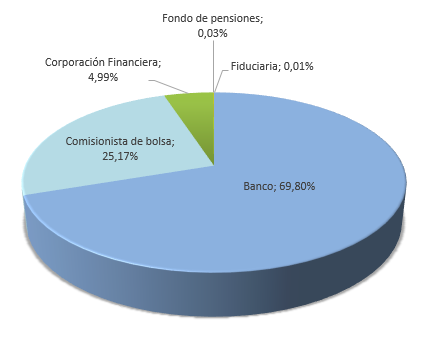 Fondo de pensiones;
0,03%
Corporación Financiera;
4,99%
Fiduciaria; 0,01%
Comisionista de bolsa;
25,17%
Banco; 69,80%